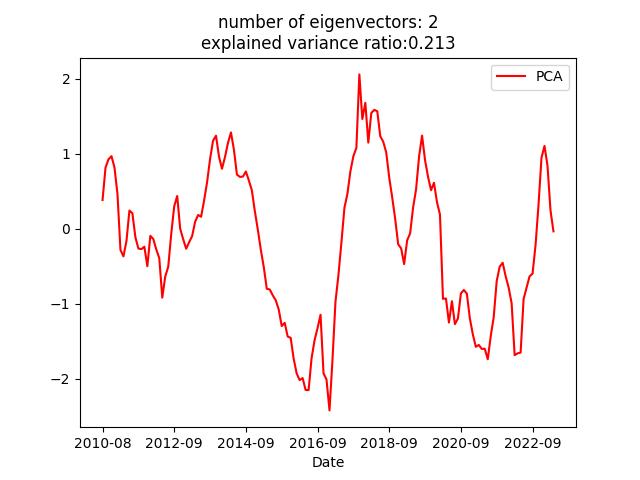 number of eigenvectors: 2
explained variance ratio:0.213
PCA
2
1
0
−1
−2
2010-08 2012-09 2014-09 2016-09 2018-09 2020-09 2022-09
Date